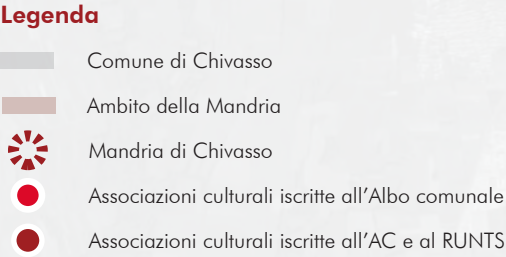 Legenda
Comune di Chivasso
Ambito della Mandria
Mandria di Chivasso
Associazioni culturali iscritte all'Albo comunale
Associazioni culturali iscritte all'AC e al RUNTS